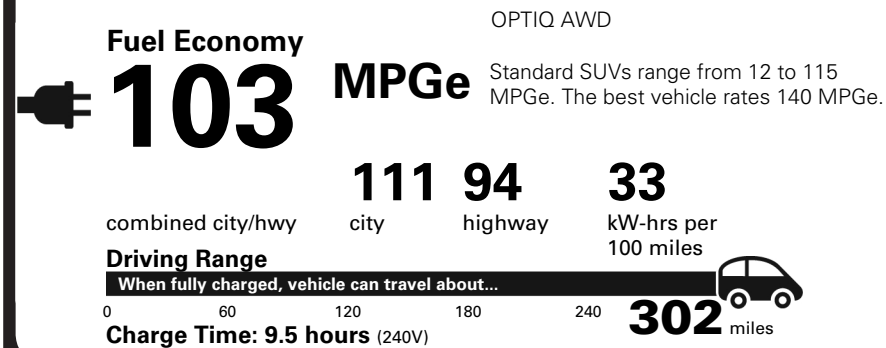 OPTIQ AWD
Fuel Economy
103 MPGe
Standard SUVs range from 12 to 115
MPGe. The best vehicle rates 140 MPGe.
111 94 33
combined city/hwy city highway kW-hrs per
100 miles
Driving Range
When fully charged, vehicle can travel about...
0 60 120 180 240 302 miles
Charge Time: 9.5 hours (240V)